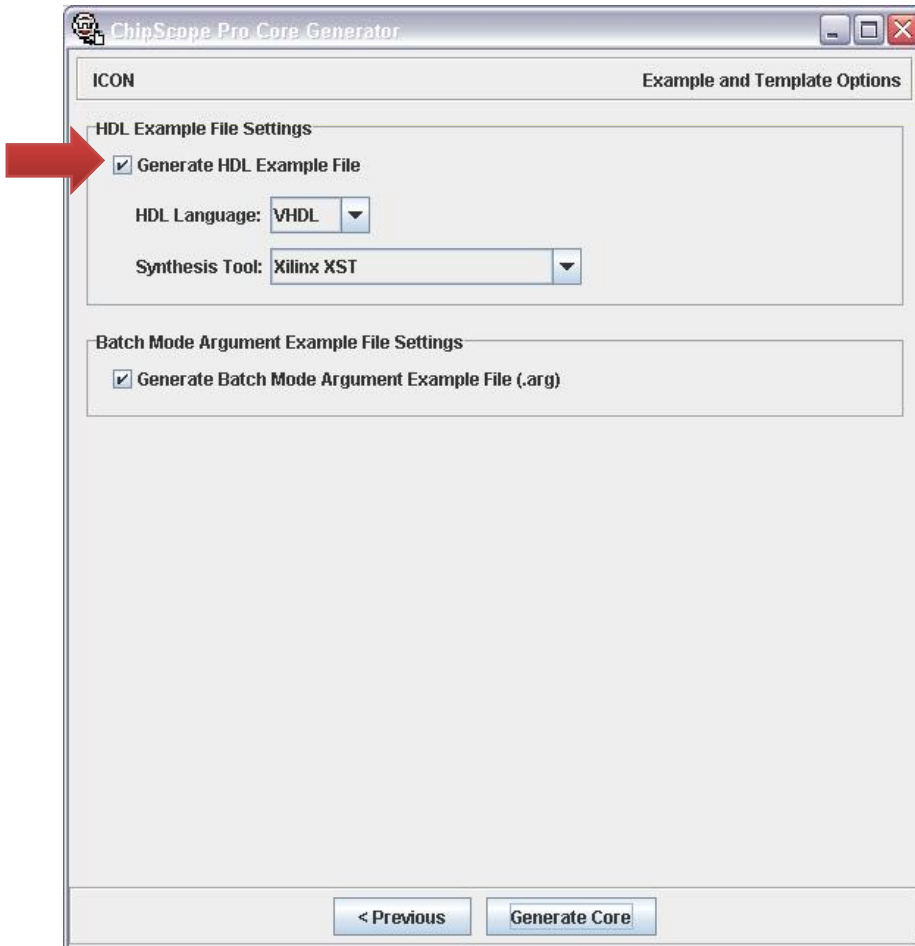 ChipScope Pro Core Generator
ICON Example and Template Options
HDL Example File Settings
Generate HDL Example File
HDL Language: VHDL
Synthesis Tool: Xilinx XST
Batch Mode Argument Example File Settings
Generate Batch Mode Argument Example File (.arg)
< Previous Generate Core